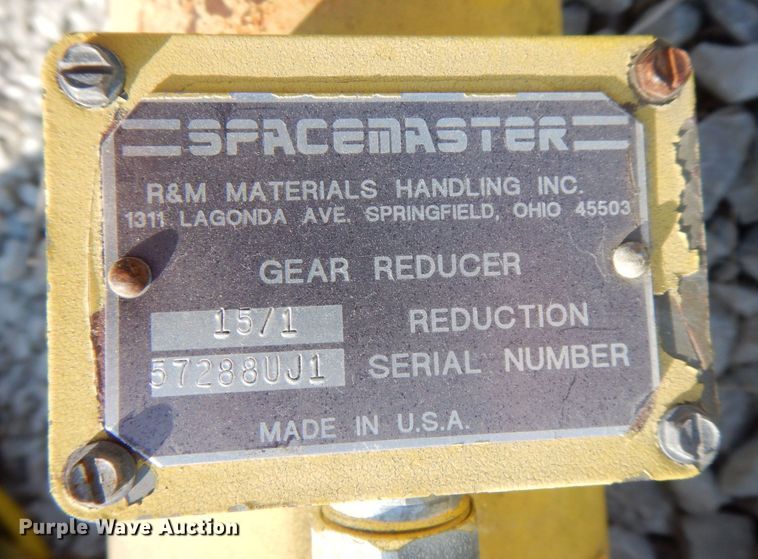 SPACEMASTER
R&M MATERIALS HANDLING INC.
1311 LAGONDA AVE. SPRINGFIELD, OHIO 45503
GEAR REDUCER
15/1 REDUCTION
57288UJ1 SERIAL NUMBER
MADE IN U.S.A.
Purple Wave Auction